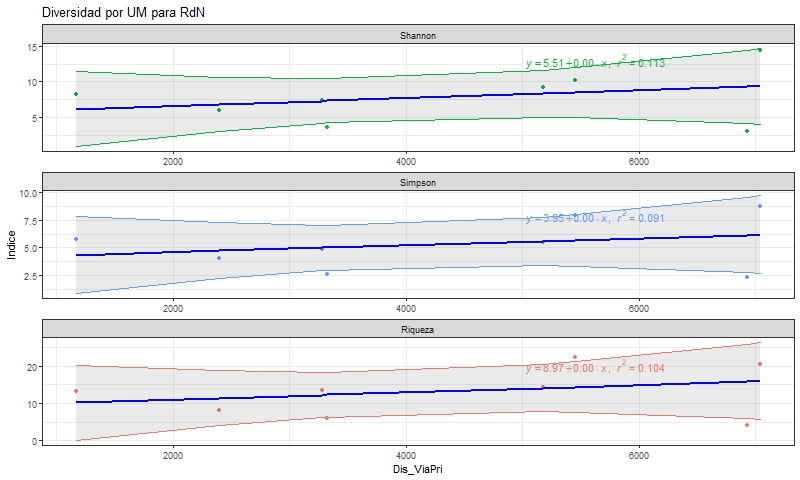 Diversidad por UM para RdN
Shannon
y = 5.51 + 0.00 · x, r² = 0.113
15
10
5
2000 4000 6000
Simpson
y = 3.95 + 0.00 · x, r² = 0.091
10.0
7.5
5.0
2.5
2000 4000 6000
Riqueza
y = 8.97 + 0.00 · x, r² = 0.104
20
10
0
2000 4000 6000
Indice
Dis_ViaPri